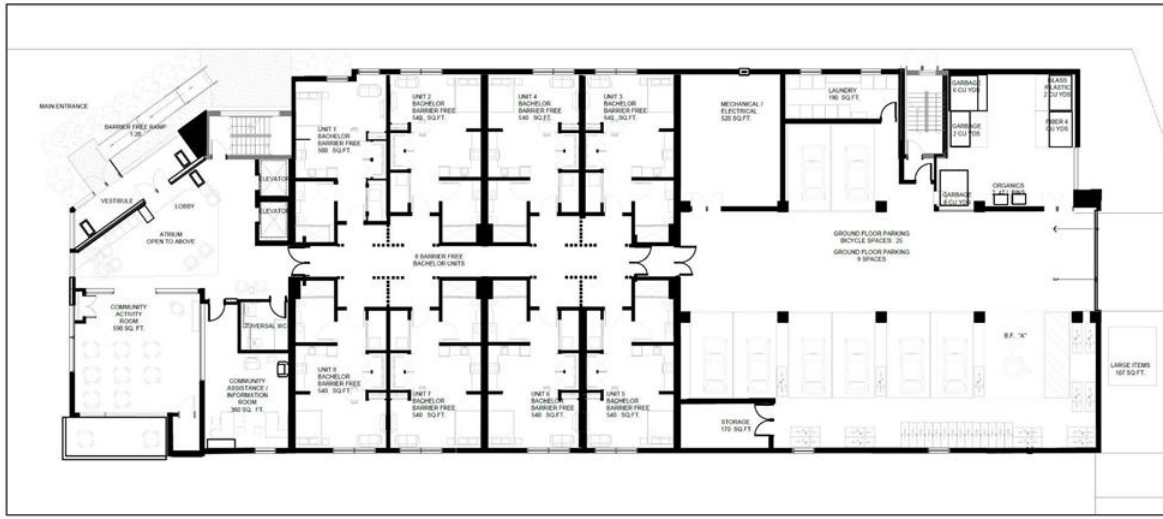 MAIN ENTRANCE
BARRIER FREE RAMP
1:20
VESTIBULE
LOBBY
ELEVATOR
ELEVATOR
ATRIUM
OPEN TO ABOVE
COMMUNITY
ACTIVITY
ROOM
590 SQ. FT.
UNIVERSAL WC
COMMUNITY
ASSISTANCE /
INFORMATION
ROOM
360 SQ. FT.
UNIT 1
BACHELOR
BARRIER FREE
500 SQ.FT.
UNIT 2
BACHELOR
BARRIER FREE
540 SQ.FT.
UNIT 4
BACHELOR
BARRIER FREE
540 SQ.FT.
UNIT 3
BACHELOR
BARRIER FREE
540 SQ.FT.
8 BARRIER FREE
BACHELOR UNITS
UNIT 8
BACHELOR
BARRIER FREE
540 SQ.FT.
UNIT 7
BACHELOR
BARRIER FREE
540 SQ.FT.
UNIT 6
BACHELOR
BARRIER FREE
540 SQ.FT.
UNIT 5
BACHELOR
BARRIER FREE
540 SQ.FT.
MECHANICAL /
ELECTRICAL
520 SQ.FT.
LAUNDRY
190 SQ.FT.
GARBAGE
6 CU YDS
GARBAGE
2 CU YDS
GARBAGE
6 CU YDS
GLASS
PLASTIC
2 CU YDS
FIBER 4
CU YDS
ORGANICS
BINS
GROUND FLOOR PARKING
BICYCLE SPACES: 25
GROUND FLOOR PARKING
9 SPACES
B.F. "A"
STORAGE
170 SQ.FT.
LARGE ITEMS
107 SQ.FT.